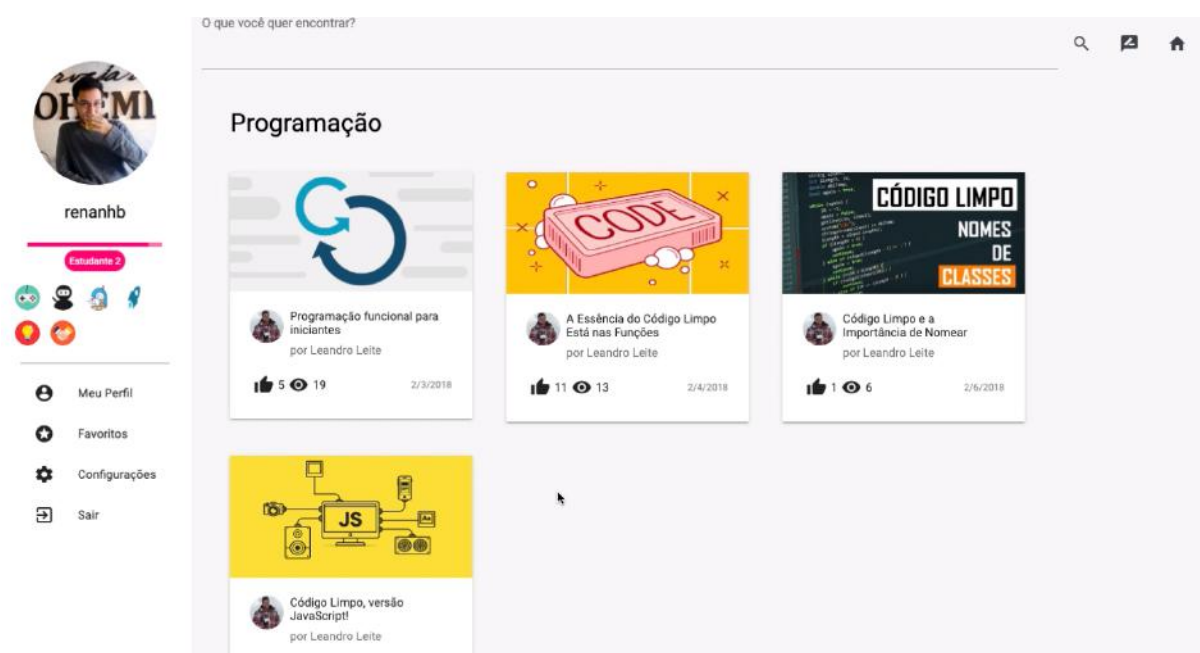 O que você quer encontrar?
OHEMI
renanhb
Estudante 2
Meu Perfil
Favoritos
Configurações
Sair
Programação
Programação funcional para
iniciantes
por Leandro Leite
5 19 2/3/2018
CODE
A Essência do Código Limpo
Está nas Funções
por Leandro Leite
11 13 2/4/2018
CÓDIGO LIMPO
NOMES
DE
CLASSES
Código Limpo e a
Importância de Nomear
por Leandro Leite
1 6 2/6/2018
JS
Ae
Código Limpo, versão
JavaScript!
por Leandro Leite